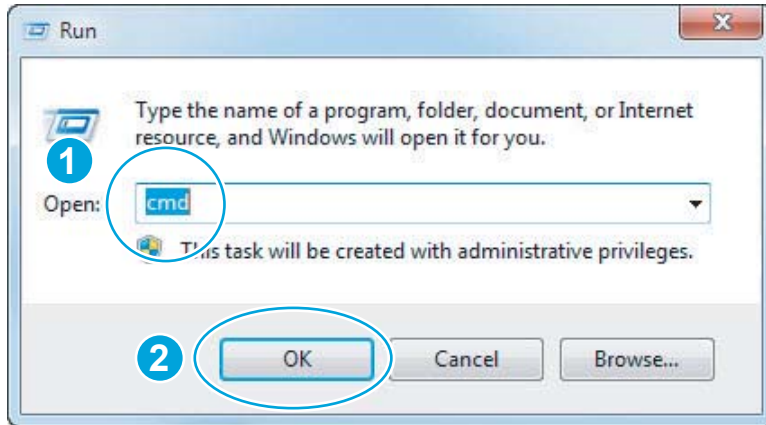 Run
Type the name of a program, folder, document, or Internet
resource, and Windows will open it for you.
1
Open: cmd
This task will be created with administrative privileges.
2
OK Cancel Browse...